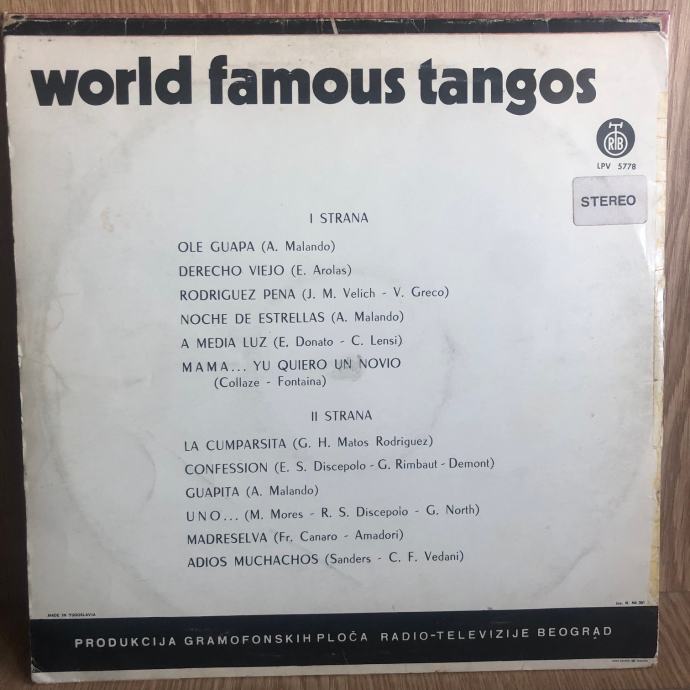 world famous tangos
RTB
LPV 5778
STEREO
I STRANA
OLE GUAPA (A. Malando)
DERECHO VIEJO (E. Arolas)
RODRIGUEZ PENA (J. M. Velich - V. Greco)
NOCHE DE ESTRELLAS (A. Malando)
A MEDIA LUZ (E. Donato - C. Lensi)
MAMA... YU QUIERO UN NOVIO
(Collaze - Fontaina)
II STRANA
LA CUMPARSITA (G. H. Matos Rodriguez)
CONFESSION (E. S. Discepolo - G. Rimbaut - Demont)
GUAPITA (A. Malando)
UNO... (M. Mores - R. S. Discepolo - G. North)
MADRESELVA (Fr. Canaro - Amadori)
ADIOS MUCHACHOS (Sanders - C. F. Vedani)
MADE IN YUGOSLAVIA
PRODUKCIJA GRAMOFONSKIH PLOČA RADIO-TELEVIZIJE BEOGRAD